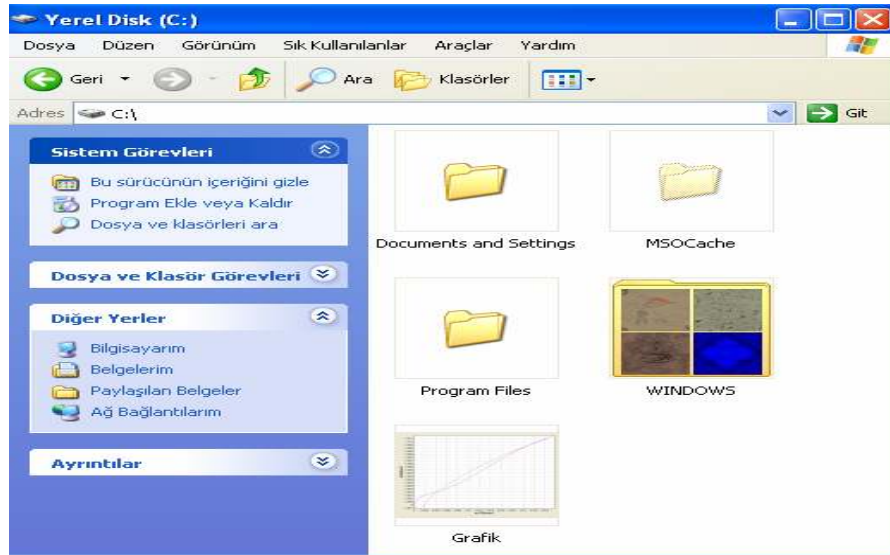 Yerel Disk (C:)
Dosya Düzen Görünüm Sık Kullanılanlar Araçlar Yardım
Geri Ara Klasörler
Adres C:\ Git
Sistem Görevleri
Bu sürücünün içeriğini gizle
Program Ekle veya Kaldır
Dosya ve klasörleri ara
Dosya ve Klasör Görevleri
Diğer Yerler
Bilgisayarım
Belgelerim
Paylaşılan Belgeler
Ağ Bağlantılarım
Ayrıntılar
Documents and Settings
MSOCache
Program Files
WINDOWS
Grafik